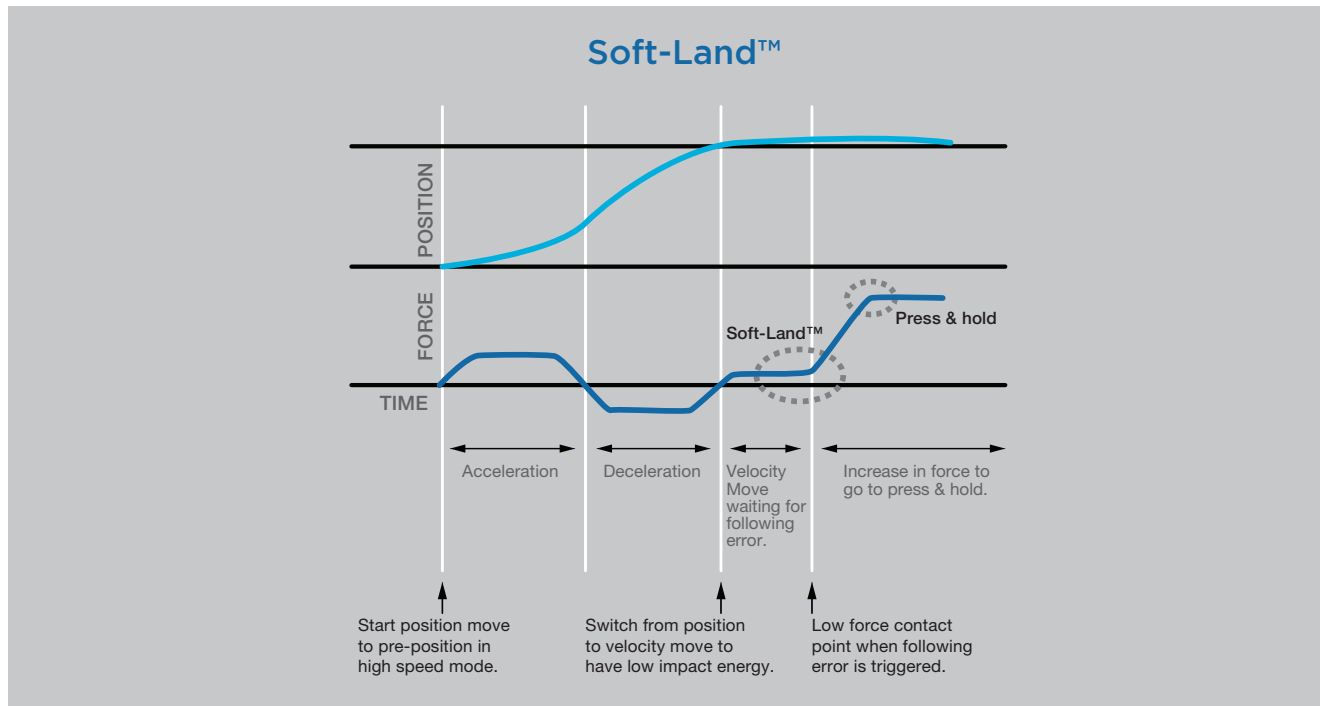 Soft-Land™
POSITION
FORCE
Soft-Land™
Press & hold
TIME
Acceleration
Deceleration
Velocity
Move
waiting for
following
error.
Increase in force to
go to press & hold.
Start position move
to pre-position in
high speed mode.
Switch from position
to velocity move to
have low impact energy.
Low force contact
point when following
error is triggered.